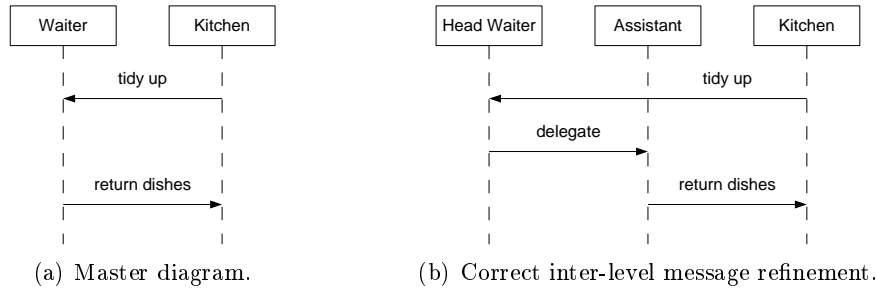 Waiter
Kitchen
tidy up
return dishes
(a) Master diagram.
Head Waiter
Assistant
Kitchen
tidy up
delegate
return dishes
(b) Correct inter-level message refinement.